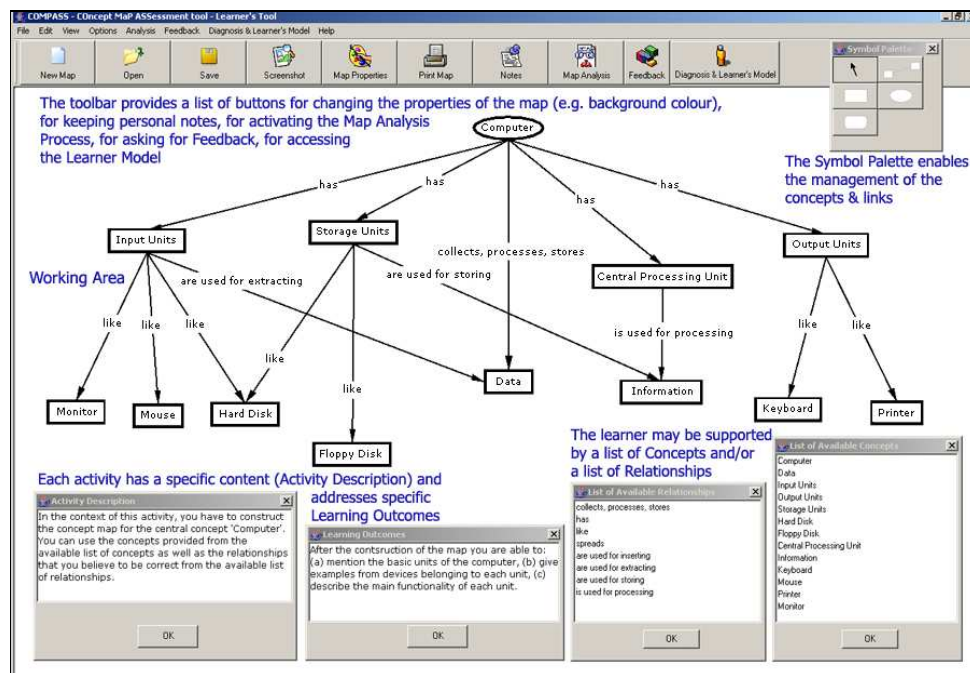 COMPASS - COncept MaP ASSessment tool - Learner's Tool
File Edit View Options Analysis Feedback Diagnosis & Learner's Model Help
New Map Open Save Screenshot Map Properties Print Map Notes Map Analysis Feedback Diagnosis & Learner's Model
Symbol Palette
The toolbar provides a list of buttons for changing the properties of the map (e.g. background colour),
for keeping personal notes, for activating the Map Analysis
Process, for asking for Feedback, for accessing
the Learner Model
The Symbol Palette enables
the management of the
concepts & links
Computer
has
has
has
has
Input Units
Storage Units
Output Units
collects, processes, stores
Working Area
are used for extracting
are used for storing
Central Processing Unit
like
like
like
is used for processing
like
like
like
like
Monitor
Mouse
Hard Disk
Data
Information
Keyboard
Printer
Floppy Disk
The learner may be supported
by a list of Concepts and/or
a list of Relationships
Each activity has a specific content (Activity Description) and
addresses specific
Learning Outcomes
Activity Description
In the context of this activity, you have to construct
the concept map for the central concept 'Computer'.
You can use the concepts provided from the
available list of concepts as well as the relationships
that you believe to be correct from the available list
of relationships.
OK
Learning Outcomes
After the contsruction of the map you are able to:
(a) mention the basic units of the computer, (b) give
examples from devices belonging to each unit, (c)
describe the main functionality of each unit.
OK
List of Available Relationships
collects, processes, stores
has
like
spreads
are used for inserting
are used for extracting
are used for storing
is used for processing
OK
List of Available Concepts
Computer
Data
Input Units
Output Units
Storage Units
Hard Disk
Floppy Disk
Central Processing Unit
Information
Keyboard
Mouse
Printer
Monitor
OK